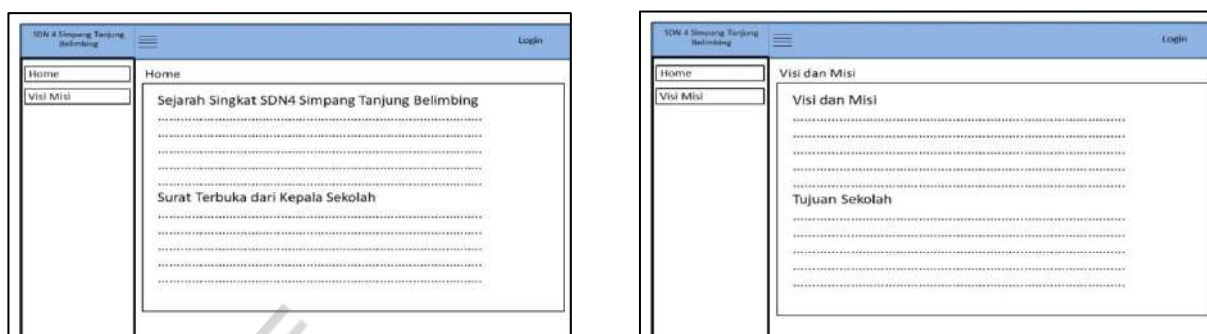 SDN 4 Simpang Tanjung
Belimbing
Login
Home
Visi Misi
Home
Sejarah Singkat SDN4 Simpang Tanjung Belimbing
Surat Terbuka dari Kepala Sekolah
SDN 4 Simpang Tanjung
Belimbing
Login
Home
Visi Misi
Visi dan Misi
Visi dan Misi
Tujuan Sekolah